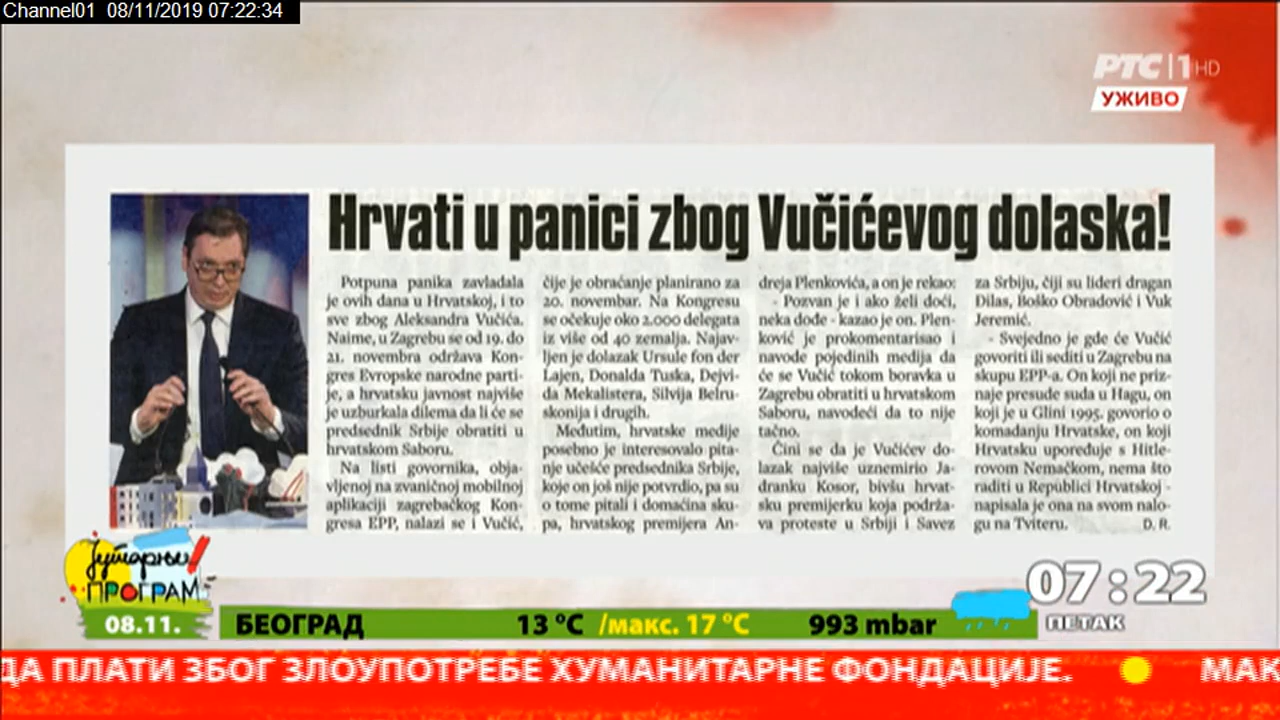 Channel01 08/11/2019 07:22:34
РТС|1HD
УЖИВО
Hrvati u panici zbog Vučićevog dolaska!
Potpuna panika zavladala
je ovih dana u Hrvatskoj, i to
sve zbog Aleksandra Vučića.
Naime, u Zagrebu se od 19. do
21. novembra održava Kon-
gres Evropske narodne parti-
je, a hrvatsku javnost najviše
je uzburkala dilema da li će se
predsednik Srbije obratiti u
hrvatskom Saboru.
Na listi govornika, obja-
vljenoj na zvaničnoj mobilnoj
aplikaciji zagrebačkog Kon-
gresa EPP, nalazi se i Vučić,
čije je obraćanje planirano za
20. novembar. Na Kongresu
se očekuje oko 2.000 delegata
iz više od 40 zemalja. Najav-
ljen je dolazak Ursule fon der
Lajen, Donalda Tuska, Dejvi-
da Mekalistera, Silvija Belru-
skonija i drugih.
Međutim, hrvatske medije
posebno je interesovalo pita-
nje učešće predsednika Srbije,
koje on još nije potvrdio, pa su
o tome pitali i domaćina sku-
pa, hrvatskog premijera An-
dreja Plenkovića, a on je rekao:
- Pozvan je i ako želi doći,
neka dođe - kazao je on. Plen-
ković je prokomentarisao i
navode pojedinih medija da
će se Vučić tokom boravka u
Zagrebu obratiti u hrvatskom
Saboru, navodeći da to nije
tačno.
Čini se da je Vučićev do-
lazak najviše uznemirio Ja-
dranku Kosor, bivšu hrvat-
sku premijerku koja podrža-
va proteste u Srbiji i Savez
za Srbiju, čiji su lideri dragan
Đilas, Boško Obradović i Vuk
Jeremić.
- Svejedno je gde će Vučić
govoriti ili sediti u Zagrebu na
skupu EPP-a. On koji ne priz-
naje presude suda u Hagu, on
koji je u Glini 1995. govorio o
komadanju Hrvatske, on koji
Hrvatsku upoređuje s Hitle-
rovom Nemačkom, nema što
raditi u Republici Hrvatskoj -
napisala je ona na svom nalo-
gu na Tviteru. D. R.
Јутарњи
ПРОГРАМ
08.11.
БЕОГРАД 13 °C /макс. 17 °C 993 mbar
07:22
ПЕТАК
ДА ПЛАТИ ЗБОГ ЗЛОУПОТРЕБЕ ХУМАНИТАРНЕ ФОНДАЦИЈЕ. МАК